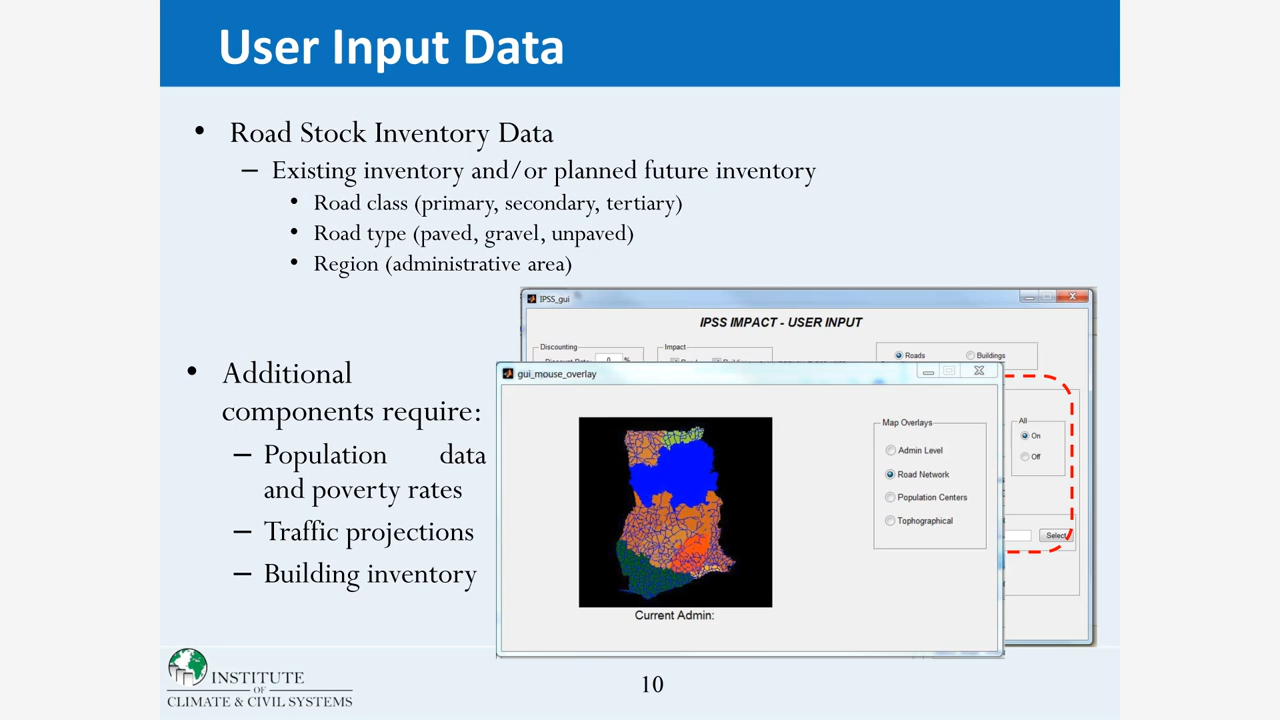 User Input Data
• Road Stock Inventory Data
– Existing inventory and/or planned future inventory
• Road class (primary, secondary, tertiary)
• Road type (paved, gravel, unpaved)
• Region (administrative area)
• Additional
components require:
– Population data
and poverty rates
– Traffic projections
– Building inventory
IPSS_gui
IPSS IMPACT - USER INPUT
Discounting
Impact
Roads
Buildings
%
gui_mouse_overlay
Map Overlays
Admin Level
Road Network
Population Centers
Tophographical
Current Admin:
All
On
Off
Select
INSTITUTE
OF
CLIMATE & CIVIL SYSTEMS
10